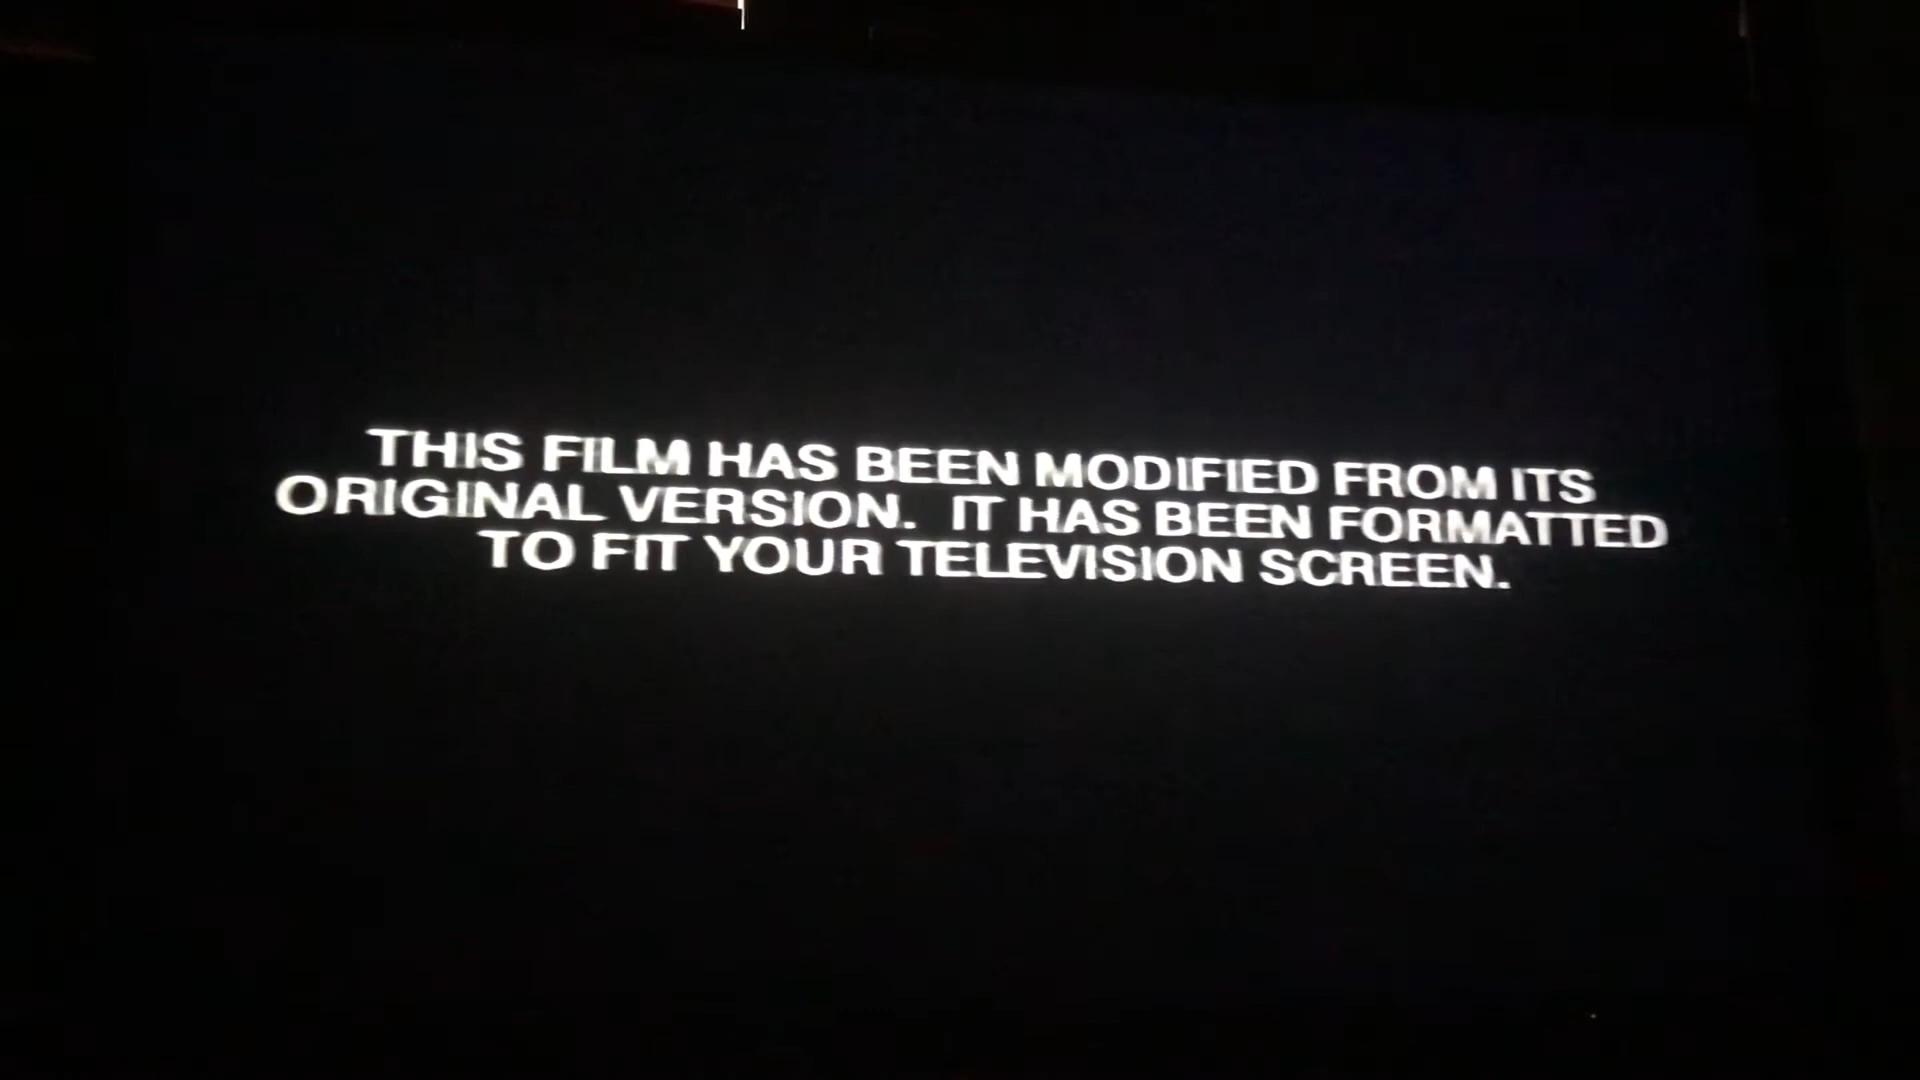 THIS FILM HAS BEEN MODIFIED FROM ITS
ORIGINAL VERSION. IT HAS BEEN FORMATTED
TO FIT YOUR TELEVISION SCREEN.